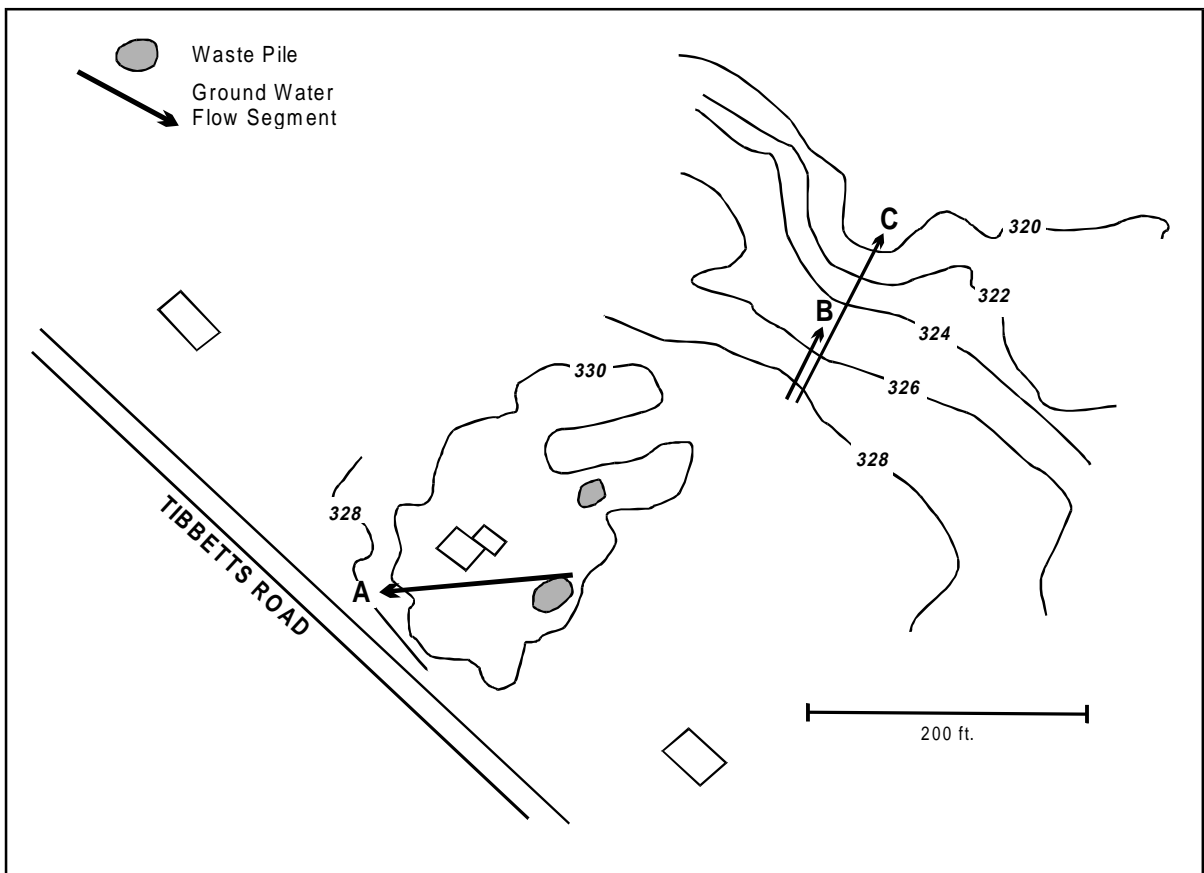 Waste Pile
Ground Water
Flow Segment
C
320
322
B
324
330
326
328
328
A
TIBBETTS ROAD
200 ft.